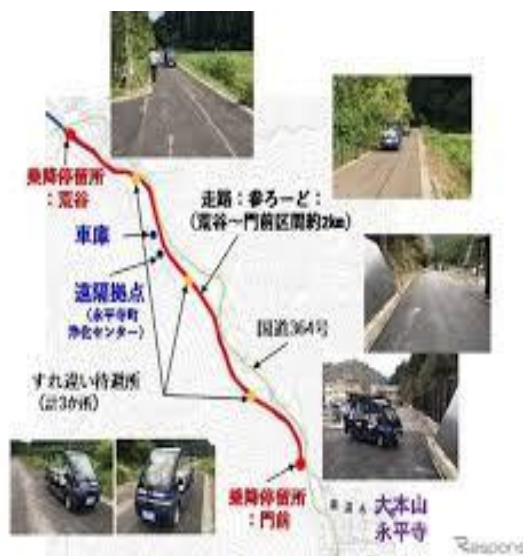 乗降停留所
：荒谷
走路：参ろーど：
(荒谷～門前区間約2km)
車庫
遠隔拠点
(永平寺町
浄化センター)
国道364号
すれ違い待避所
(計3か所)
乗降停留所
：門前
大本山
永平寺
Respons